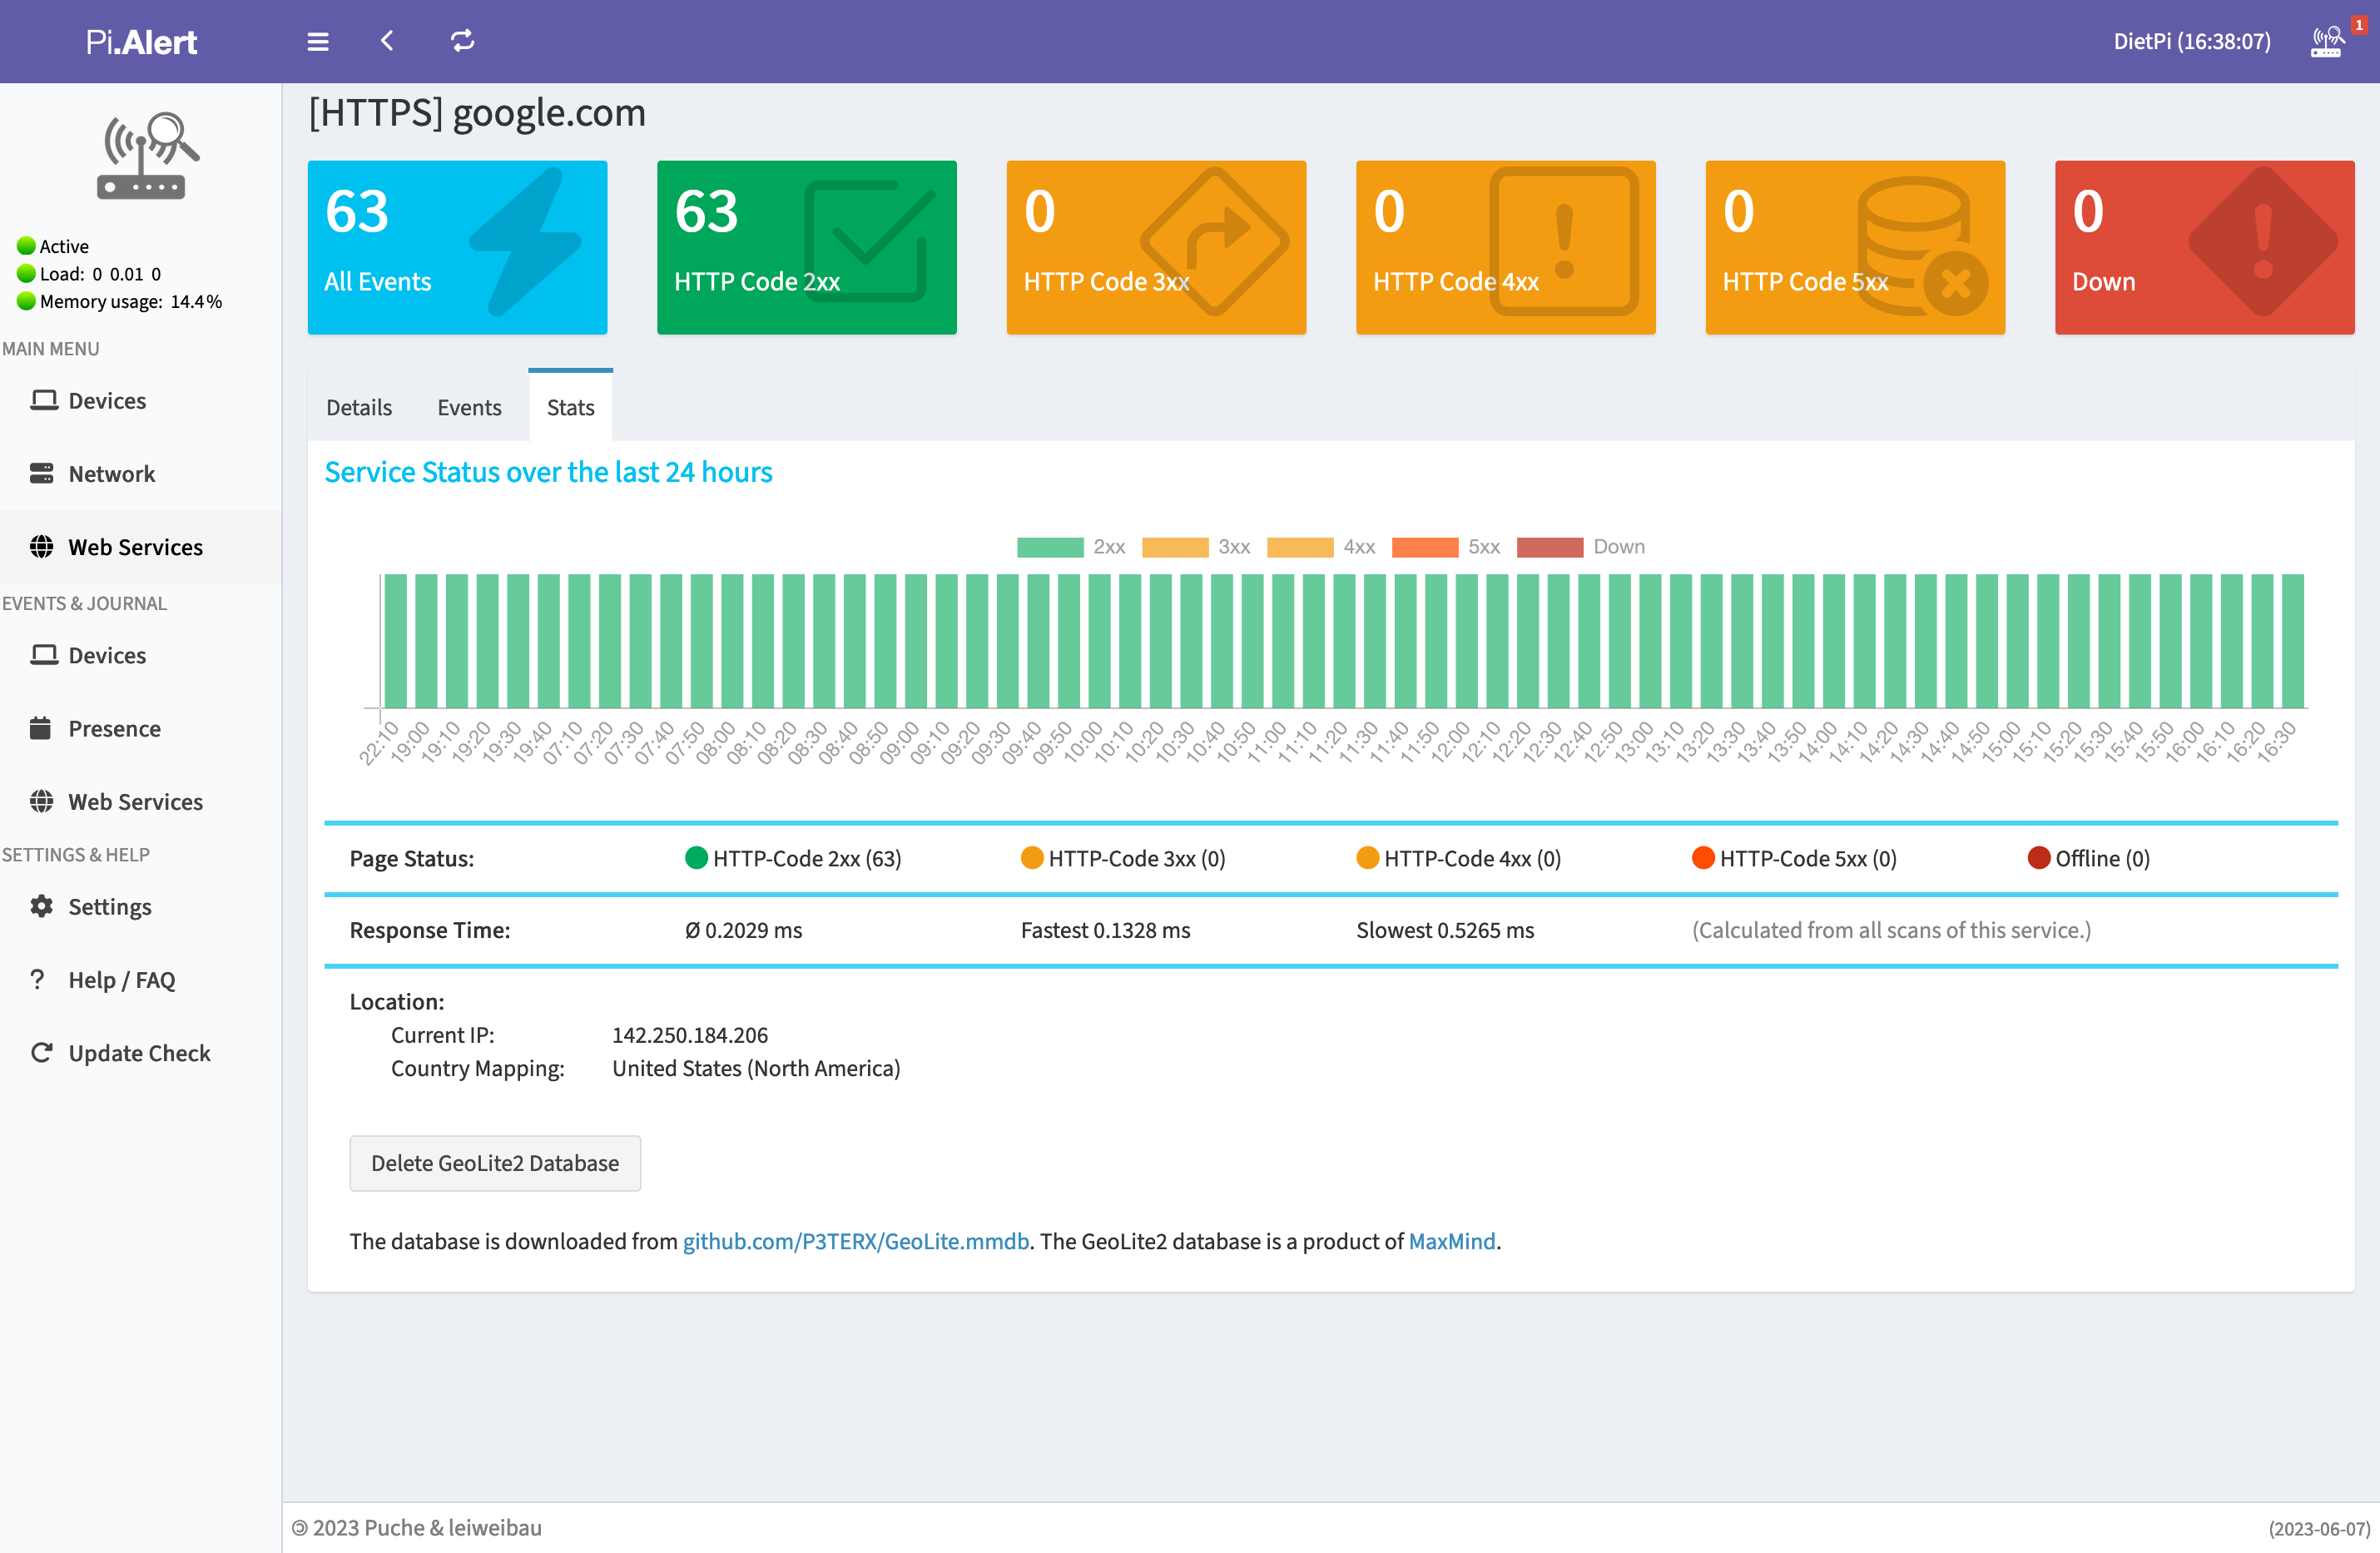 Pi.Alert
DietPi (16:38:07)
1
Active
Load: 0 0.01 0
Memory usage: 14.4%
MAIN MENU
Devices
Network
Web Services
EVENTS & JOURNAL
Devices
Presence
Web Services
SETTINGS & HELP
Settings
Help / FAQ
Update Check
[HTTPS] google.com
63
All Events
63
HTTP Code 2xx
0
HTTP Code 3xx
0
HTTP Code 4xx
0
HTTP Code 5xx
0
Down
Details Events Stats
Service Status over the last 24 hours
2xx 3xx 4xx 5xx Down
22:10 19:00 19:10 19:20 19:30 19:40 07:10 07:20 07:30 07:40 07:50 08:00 08:10 08:20 08:30 08:40 08:50 09:00 09:10 09:20 09:30 09:40 09:50 10:00 10:10 10:20 10:30 10:40 10:50 11:00 11:10 11:20 11:30 11:40 11:50 12:00 12:10 12:20 12:30 12:40 12:50 13:00 13:10 13:20 13:30 13:40 13:50 14:00 14:10 14:20 14:30 14:40 14:50 15:00 15:10 15:20 15:30 15:40 15:50 16:00 16:10 16:20 16:30
Page Status: HTTP-Code 2xx (63) HTTP-Code 3xx (0) HTTP-Code 4xx (0) HTTP-Code 5xx (0) Offline (0)
Response Time: Ø 0.2029 ms Fastest 0.1328 ms Slowest 0.5265 ms (Calculated from all scans of this service.)
Location:
Current IP: 142.250.184.206
Country Mapping: United States (North America)
Delete GeoLite2 Database
The database is downloaded from github.com/P3TERX/GeoLite.mmdb. The GeoLite2 database is a product of MaxMind.
🄯 2023 Puche & leiweibau
(2023-06-07)